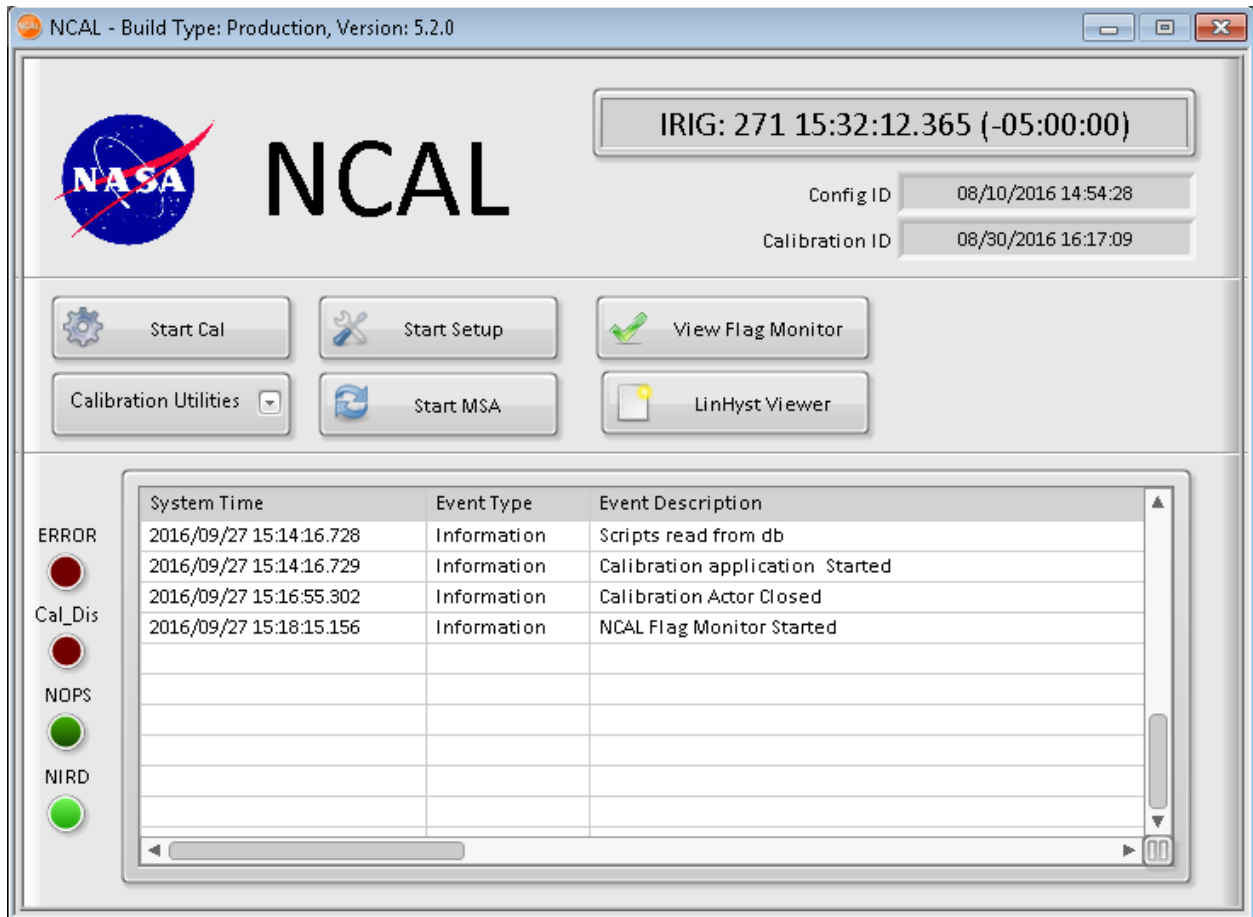 NCAL - Build Type: Production, Version: 5.2.0
NASA
NCAL
IRIG: 271 15:32:12.365 (-05:00:00)
Config ID 08/10/2016 14:54:28
Calibration ID 08/30/2016 16:17:09
Start Cal Start Setup View Flag Monitor
Calibration Utilities Start MSA LinHyst Viewer
System Time Event Type Event Description
2016/09/27 15:14:16.728 Information Scripts read from db
2016/09/27 15:14:16.729 Information Calibration application Started
2016/09/27 15:16:55.302 Information Calibration Actor Closed
2016/09/27 15:18:15.156 Information NCAL Flag Monitor Started
ERROR
Cal_Dis
NOPS
NIRD